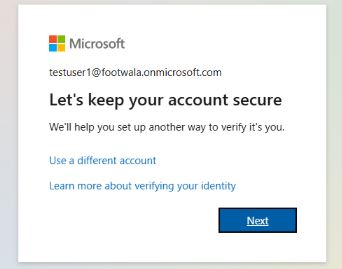 Microsoft
testuser1@footwala.onmicrosoft.com
Let's keep your account secure
We'll help you set up another way to verify it's you.
Use a different account
Learn more about verifying your identity
Next